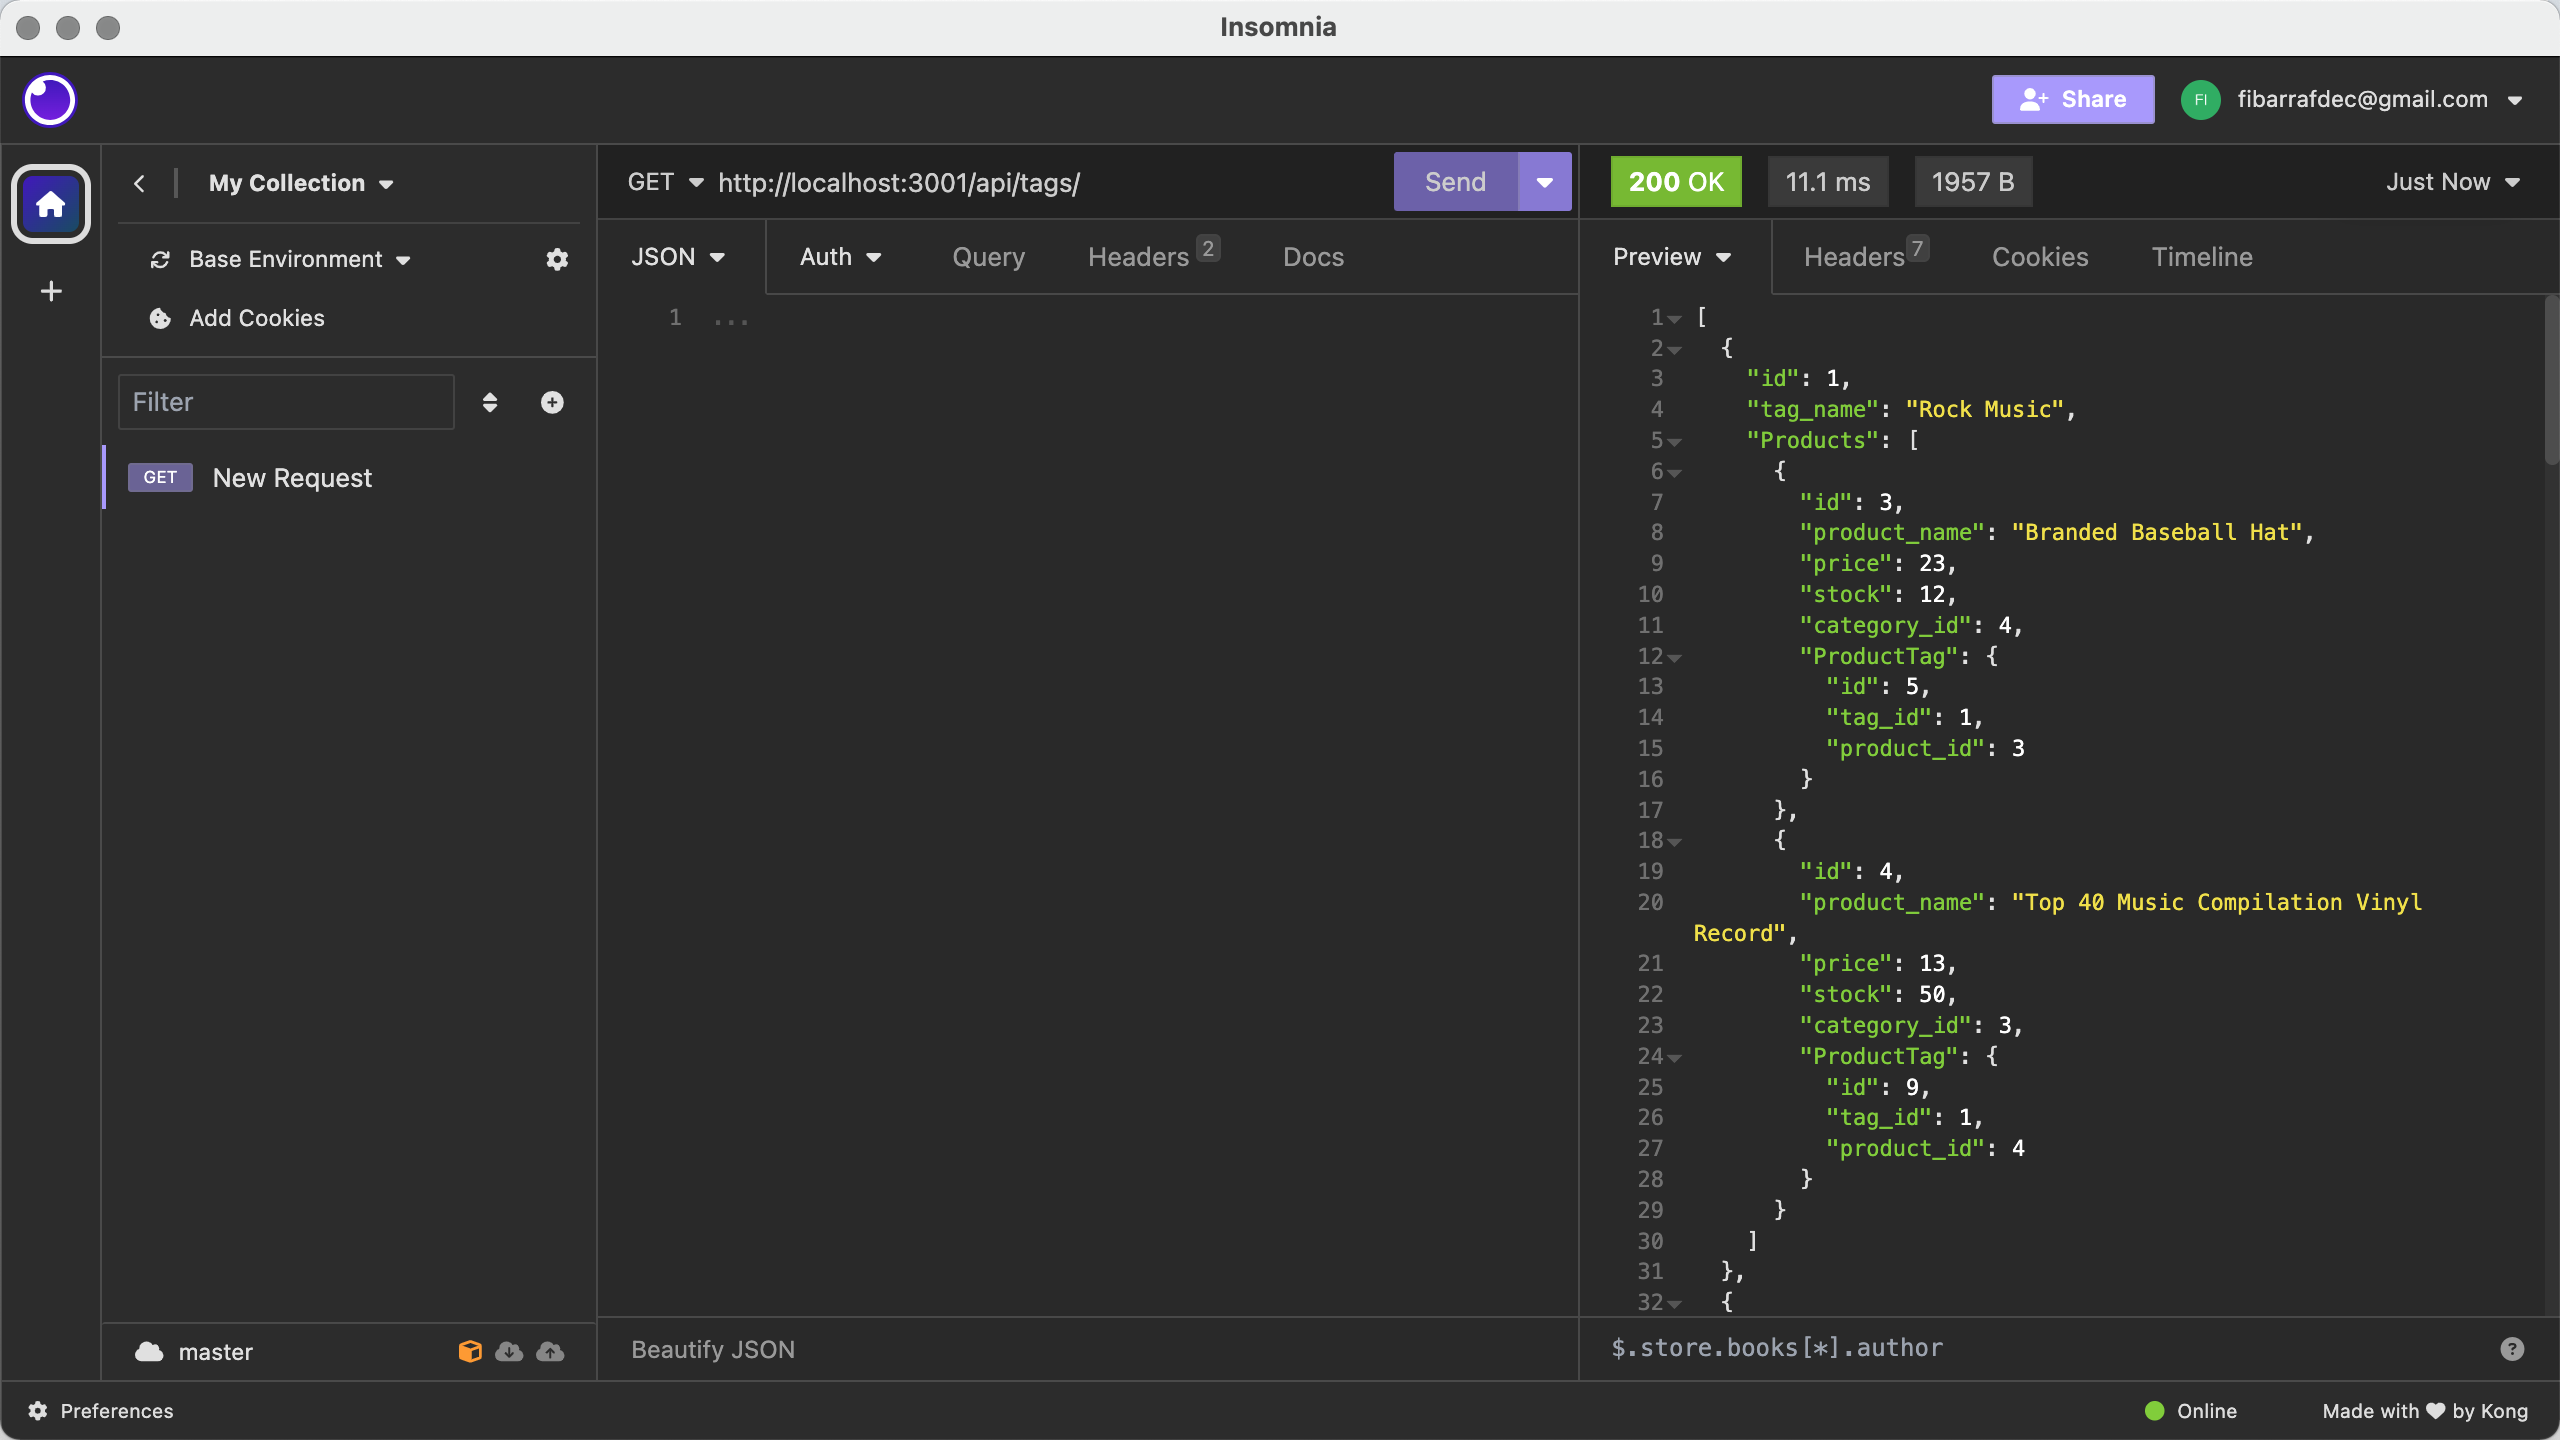 Insomnia
Share
FI
fibarrafdec@gmail.com
My Collection
Base Environment
Add Cookies
Filter
GET New Request
master
GET http://localhost:3001/api/tags/ Send
JSON Auth Query Headers 2 Docs
1 ...
Beautify JSON
200 OK 11.1 ms 1957 B Just Now
Preview Headers 7 Cookies Timeline
1 [
2 {
3 "id": 1,
4 "tag_name": "Rock Music",
5 "Products": [
6 {
7 "id": 3,
8 "product_name": "Branded Baseball Hat",
9 "price": 23,
10 "stock": 12,
11 "category_id": 4,
12 "ProductTag": {
13 "id": 5,
14 "tag_id": 1,
15 "product_id": 3
16 }
17 },
18 {
19 "id": 4,
20 "product_name": "Top 40 Music Compilation Vinyl
Record",
21 "price": 13,
22 "stock": 50,
23 "category_id": 3,
24 "ProductTag": {
25 "id": 9,
26 "tag_id": 1,
27 "product_id": 4
28 }
29 }
30 ]
31 },
32 {
$.store.books[*].author
?
Preferences
Online
Made with ♥ by Kong